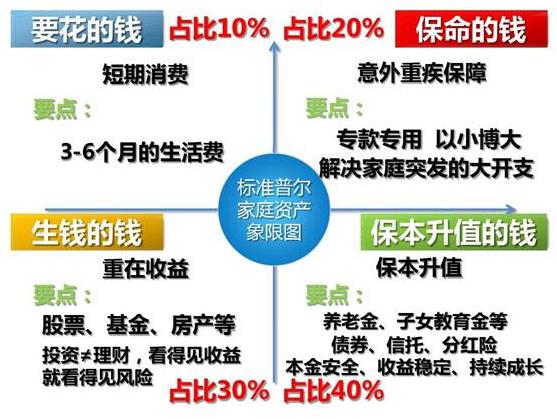 要花的钱
占比10%
短期消费
要点：
3-6个月的生活费
占比20%
保命的钱
意外重疾保障
要点：
专款专用 以小博大
解决家庭突发的大开支
标准普尔
家庭资产
象限图
生钱的钱
重在收益
要点：
股票、基金、房产等
投资≠理财，看得见收益
就看得见风险
占比30%
保本升值的钱
保本升值
要点：
养老金、子女教育金等
债券、信托、分红险
本金安全、收益稳定、持续成长
占比40%